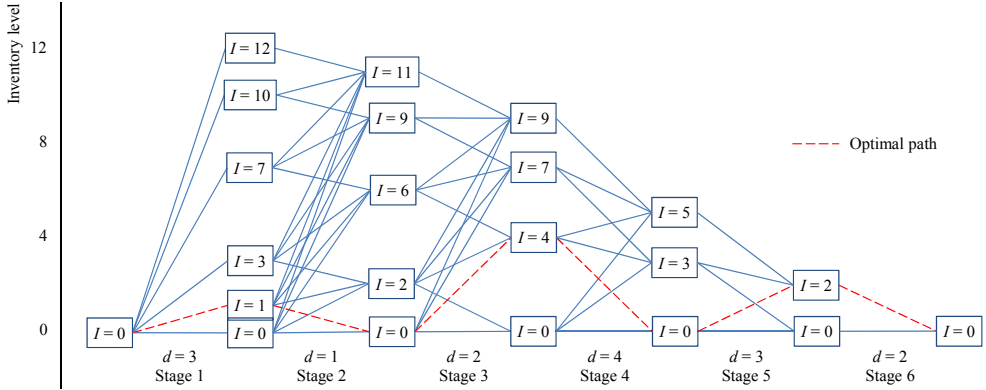 Inventory level
12
8
4
0
I = 0
I = 12
I = 10
I = 7
I = 3
I = 1
I = 0
I = 11
I = 9
I = 6
I = 2
I = 0
I = 9
I = 7
I = 4
I = 0
I = 5
I = 3
I = 0
I = 2
I = 0
I = 0
Optimal path
d = 3
Stage 1
d = 1
Stage 2
d = 2
Stage 3
d = 4
Stage 4
d = 3
Stage 5
d = 2
Stage 6